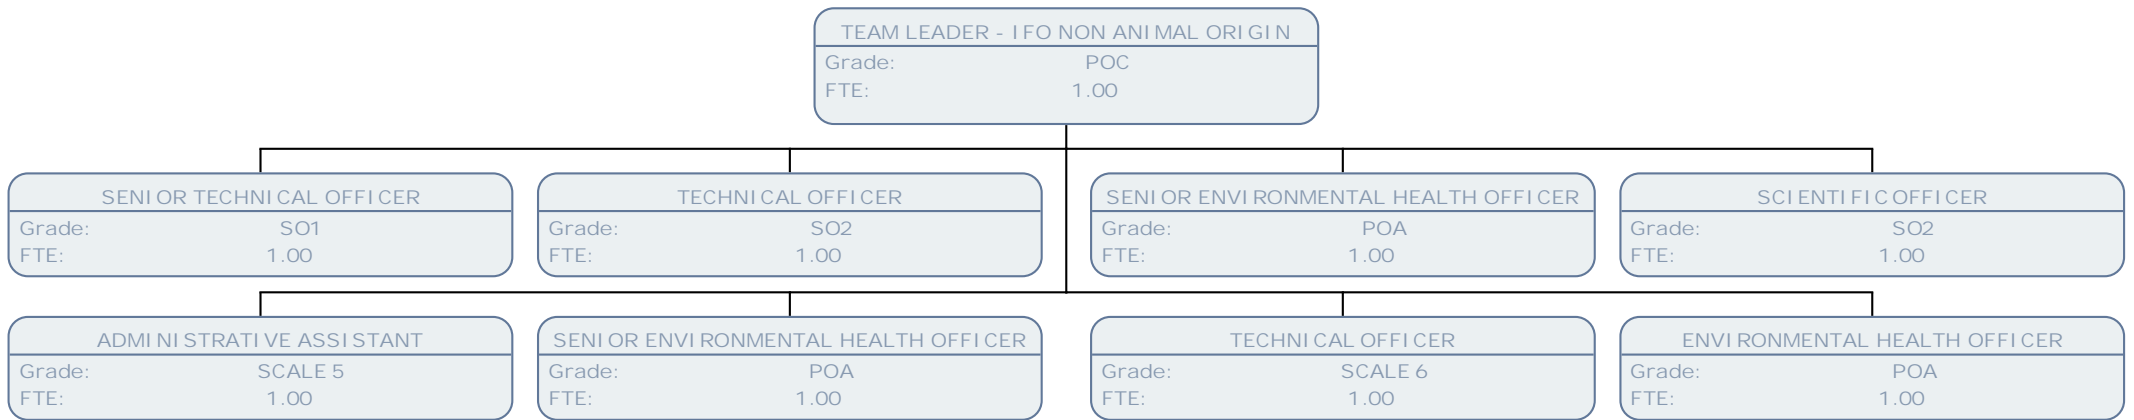 TEAM LEADER - IFO NON ANIMAL ORIGIN
Grade: POC
FTE: 1.00
SENIOR TECHNICAL OFFICER
Grade: SO1
FTE: 1.00
TECHNICAL OFFICER
Grade: SO2
FTE: 1.00
SENIOR ENVIRONMENTAL HEALTH OFFICER
Grade: POA
FTE: 1.00
SCIENTIFIC OFFICER
Grade: SO2
FTE: 1.00
ADMINISTRATIVE ASSISTANT
Grade: SCALE 5
FTE: 1.00
SENIOR ENVIRONMENTAL HEALTH OFFICER
Grade: POA
FTE: 1.00
TECHNICAL OFFICER
Grade: SCALE 6
FTE: 1.00
ENVIRONMENTAL HEALTH OFFICER
Grade: POA
FTE: 1.00